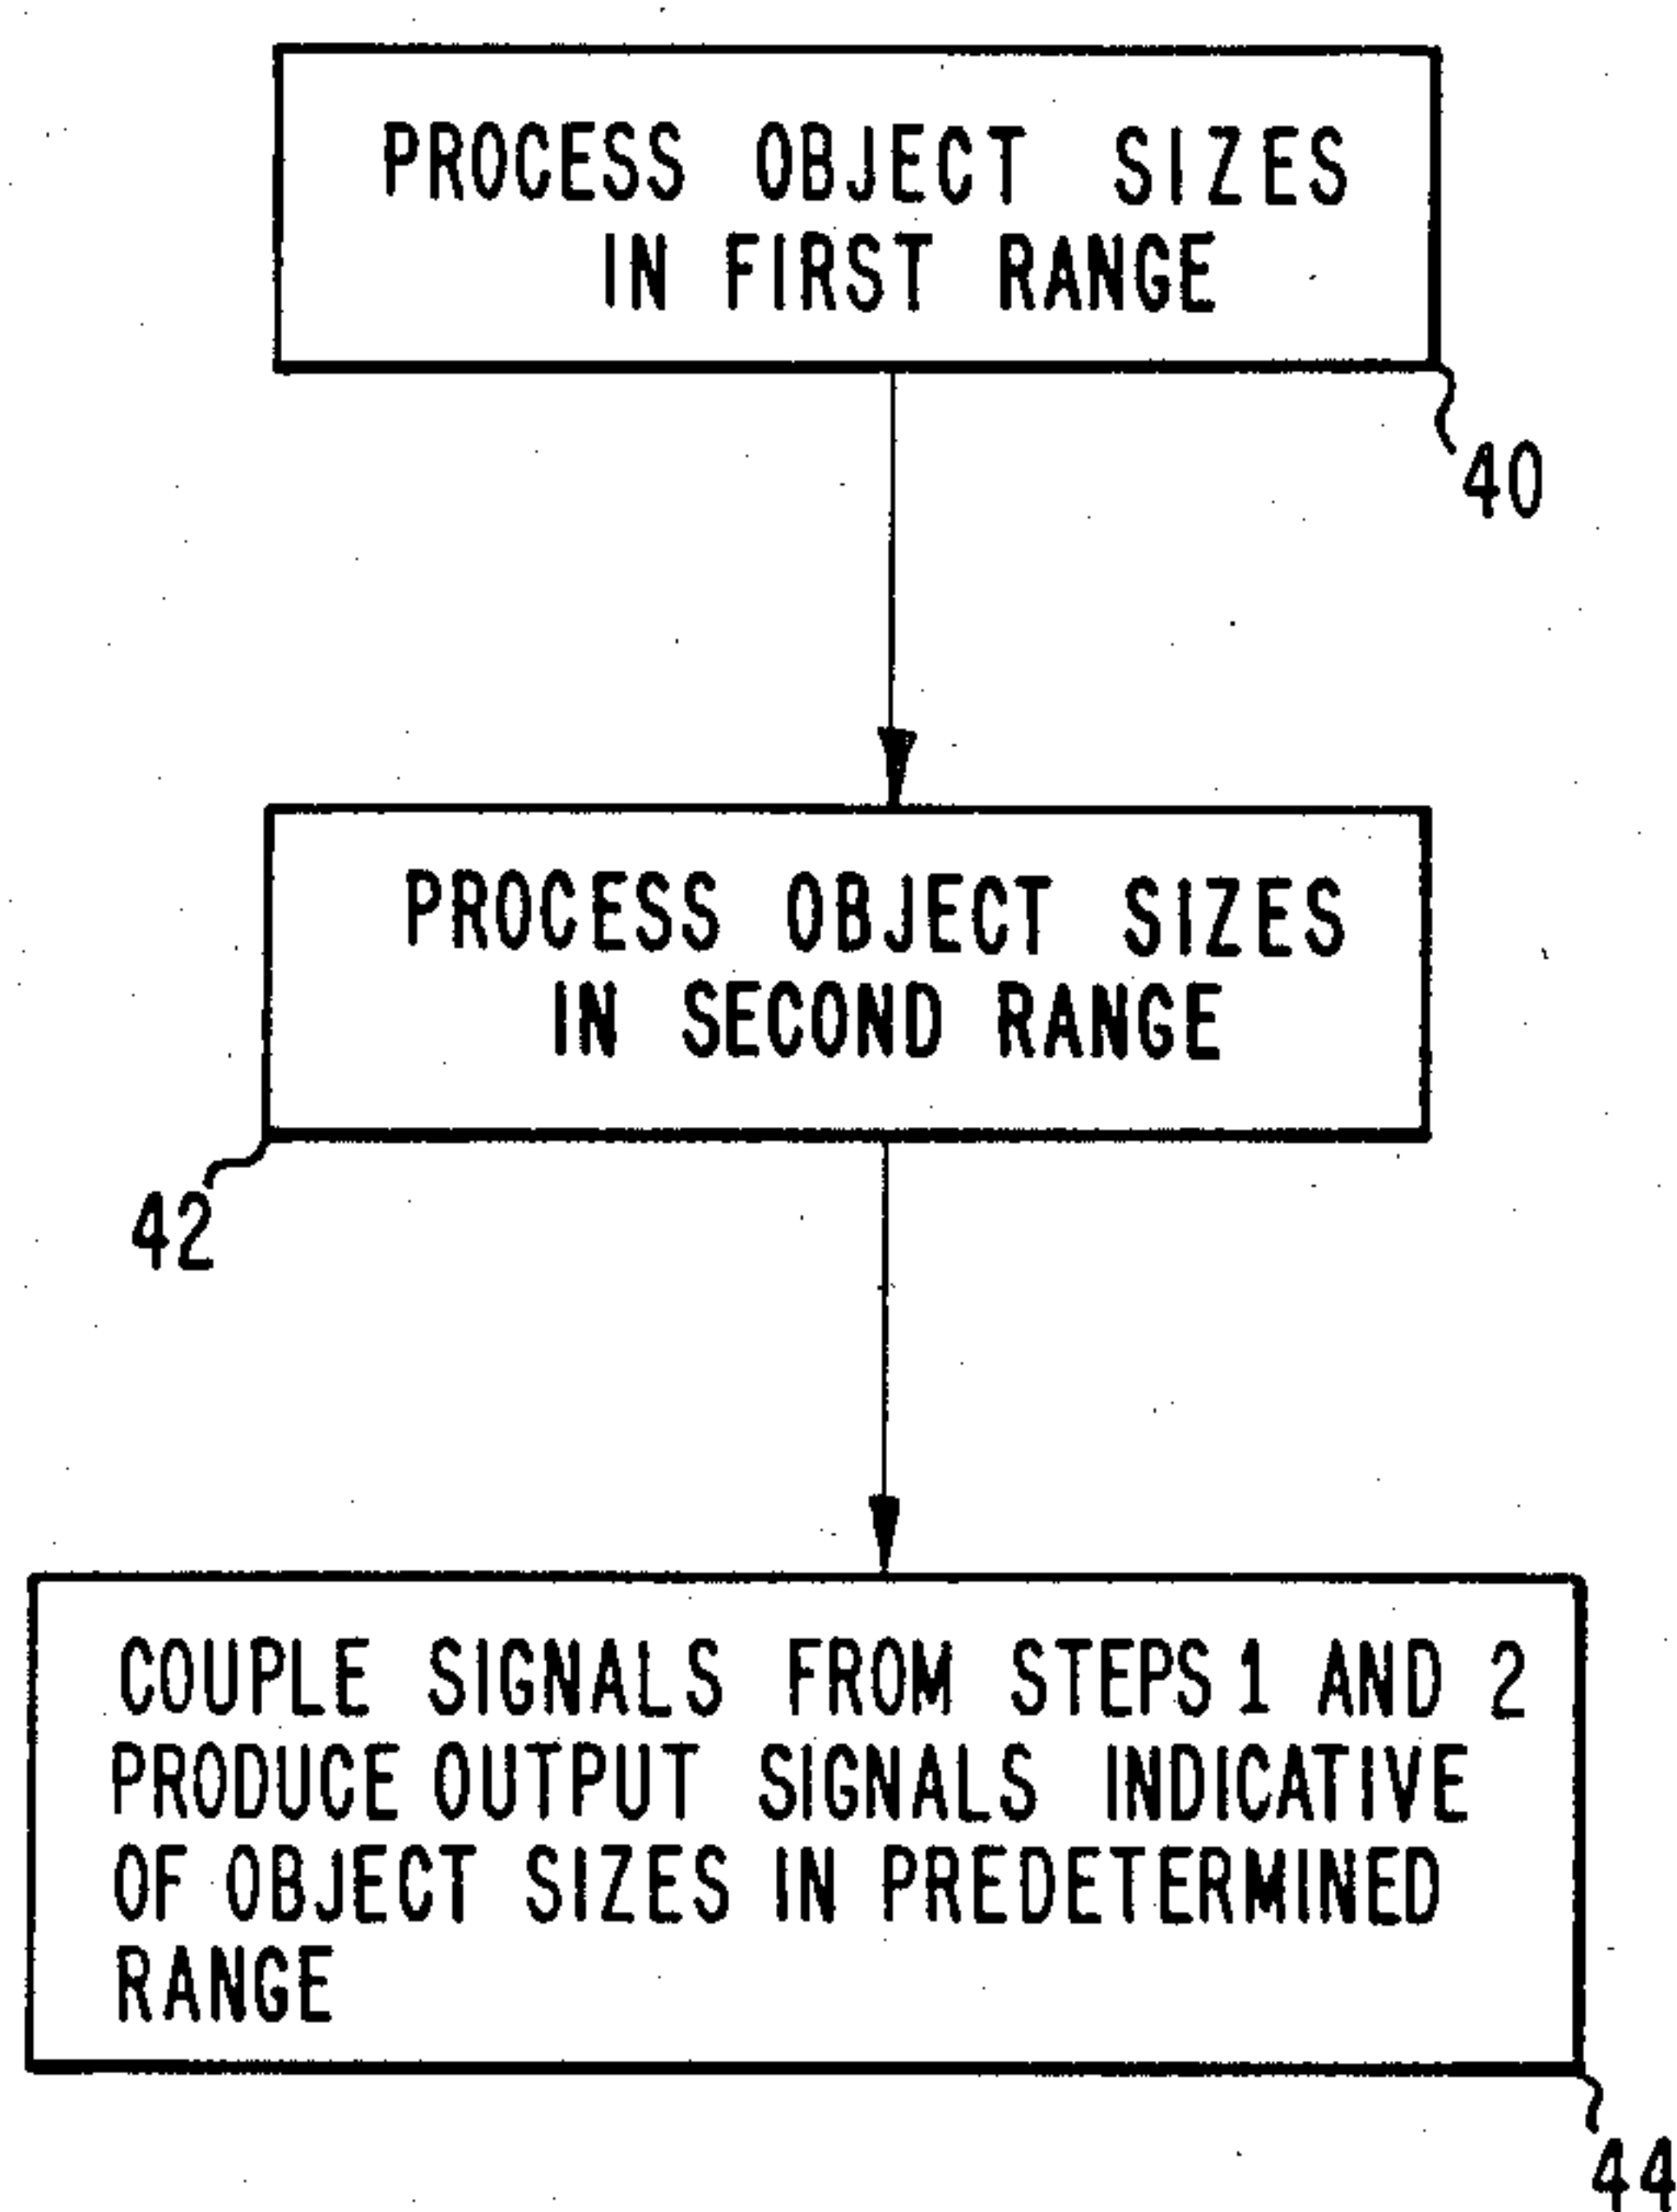 PROCESS OBJECT SIZES
IN FIRST RANGE
40
PROCESS OBJECT SIZES
IN SECOND RANGE
42
COUPLE SIGNALS FROM STEPS 1 AND 2
PRODUCE OUTPUT SIGNALS INDICATIVE
OF OBJECT SIZES IN PREDETERMINED
RANGE
44